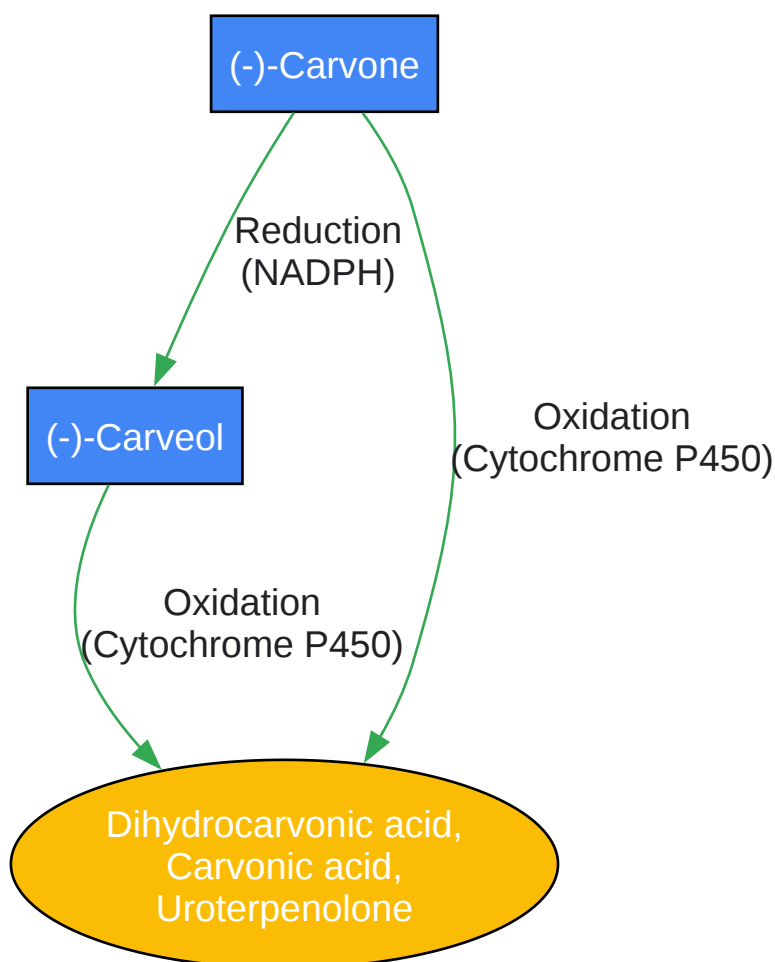 (-)-Carvone
Reduction
(NADPH)
(-)-Carveol
Oxidation
(Cytochrome P450)
Oxidation
(Cytochrome P450)
Dihydrocarvonic acid,
Carvonic acid,
Uroterpenolone